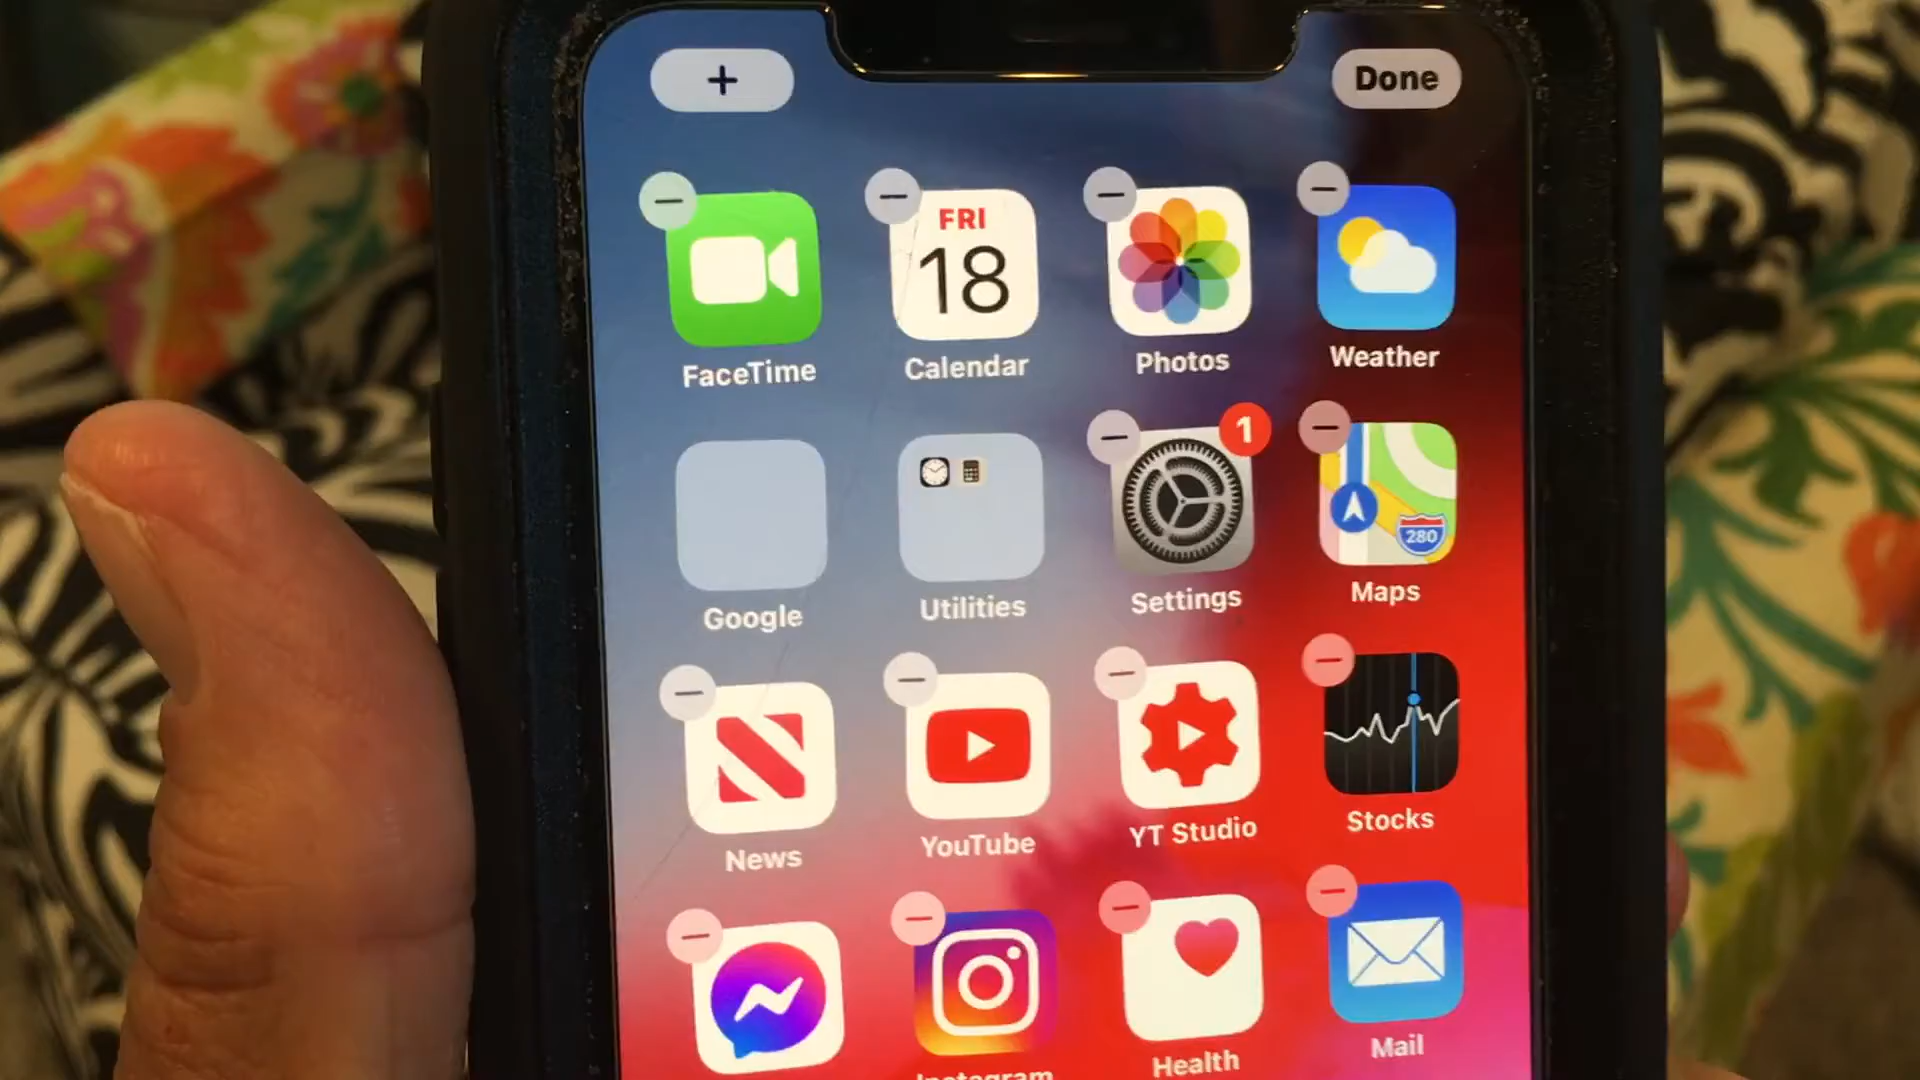 + Done
FRI
18
FaceTime Calendar Photos Weather
1
280
Google Utilities Settings Maps
News YouTube YT Studio Stocks
Instagram Health Mail